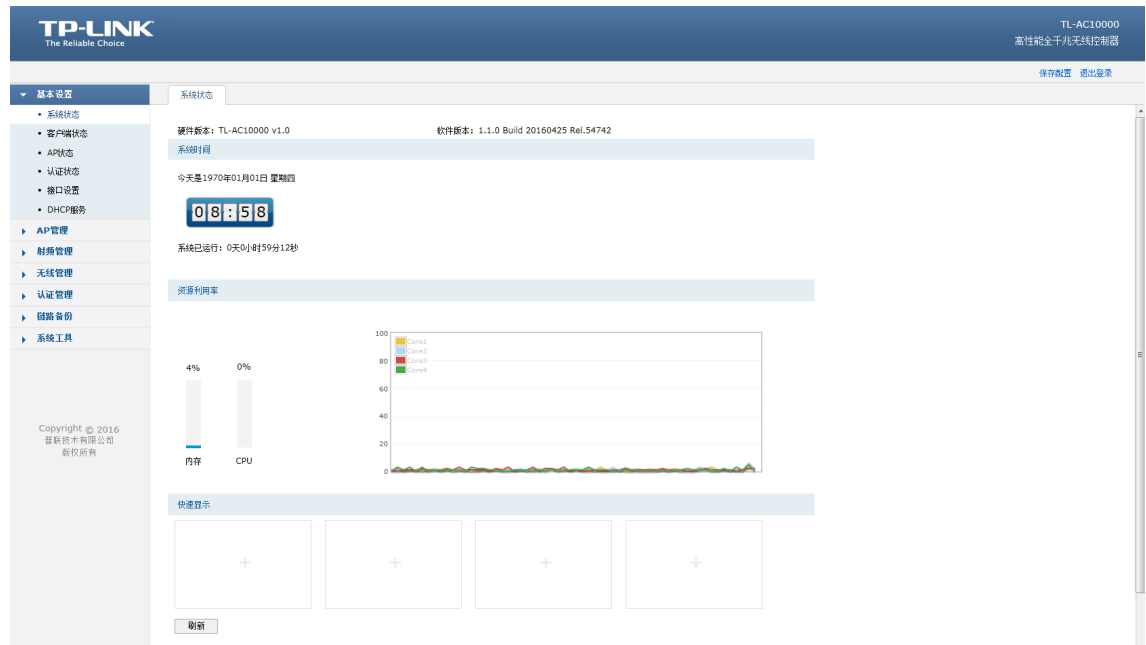 TP-LINK
The Reliable Choice
TL-AC10000
高性能全千兆无线控制器
保存配置 退出登录
基本设置
系统状态
客户端状态
AP状态
认证状态
接口设置
DHCP服务
AP管理
射频管理
无线管理
认证管理
链路备份
系统工具
Copyright © 2016
普联技术有限公司
版权所有
系统状态
硬件版本：TL-AC10000 v1.0 软件版本：1.1.0 Build 20160425 Rel.54742
系统时间
今天是1970年01月01日 星期四
08:58
系统已运行：0天0小时59分12秒
资源利用率
4% 0%
内存 CPU
100
80
60
40
20
0
Core1
Core2
Core3
Core4
快速显示
+ + + +
刷新